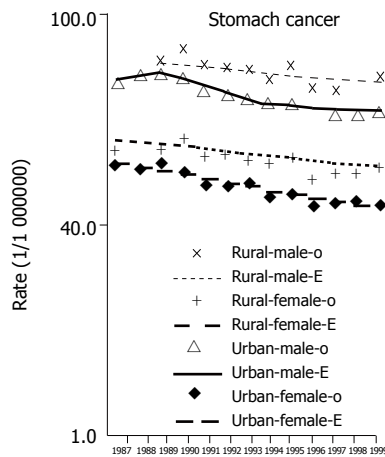 Stomach cancer
100.0
40.0
1.0
Rate (1/1 0000000)
Rural-male-o
Rural-male-E
Rural-female-o
Rural-female-E
Urban-male-o
Urban-male-E
Urban-female-o
Urban-female-E
1987 1988 1989 1990 1991 1992 1993 1994 1995 1996 1997 1998 1999